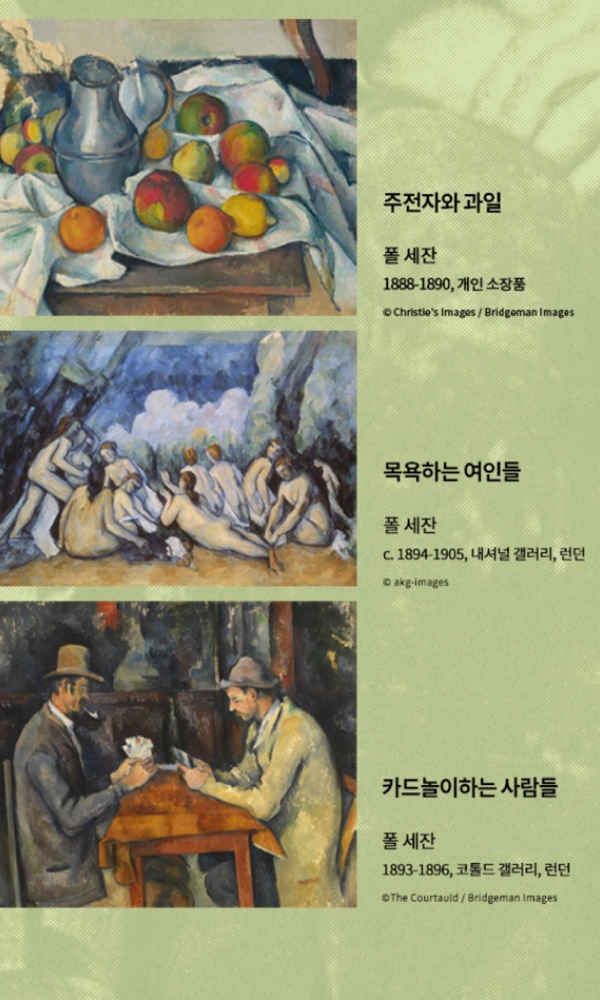 주전자와 과일
폴 세잔
1888-1890, 개인 소장품
© Christie's Images / Bridgeman Images
목욕하는 여인들
폴 세잔
c. 1894-1905, 내셔널 갤러리, 런던
© akg-images
카드놀이하는 사람들
폴 세잔
1893-1896, 코톨드 갤러리, 런던
©The Courtauld / Bridgeman Images